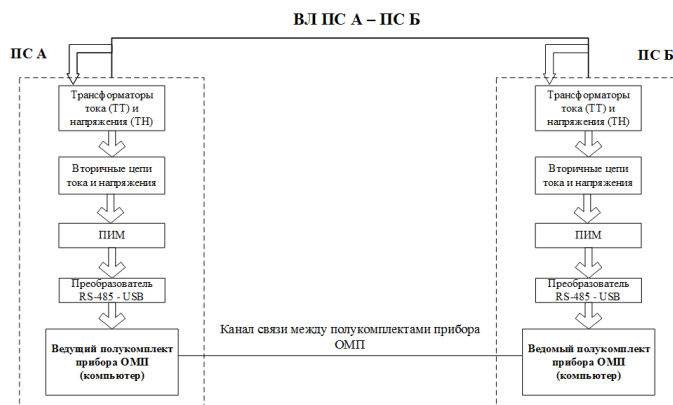 ВЛ ПС А – ПС Б
ПС А
ПС Б
Трансформаторы
тока (ТТ) и
напряжения (ТН)
Вторичные цепи
тока и напряжения
ПИМ
Преобразователь
RS-485 - USB
Ведущий полукомплект
прибора ОМП
(компьютер)
Канал связи между полукомплектами прибора
ОМП
Трансформаторы
тока (ТТ) и
напряжения (ТН)
Вторичные цепи
тока и напряжения
ПИМ
Преобразователь
RS-485 - USB
Ведомый полукомплект
прибора ОМП
(компьютер)